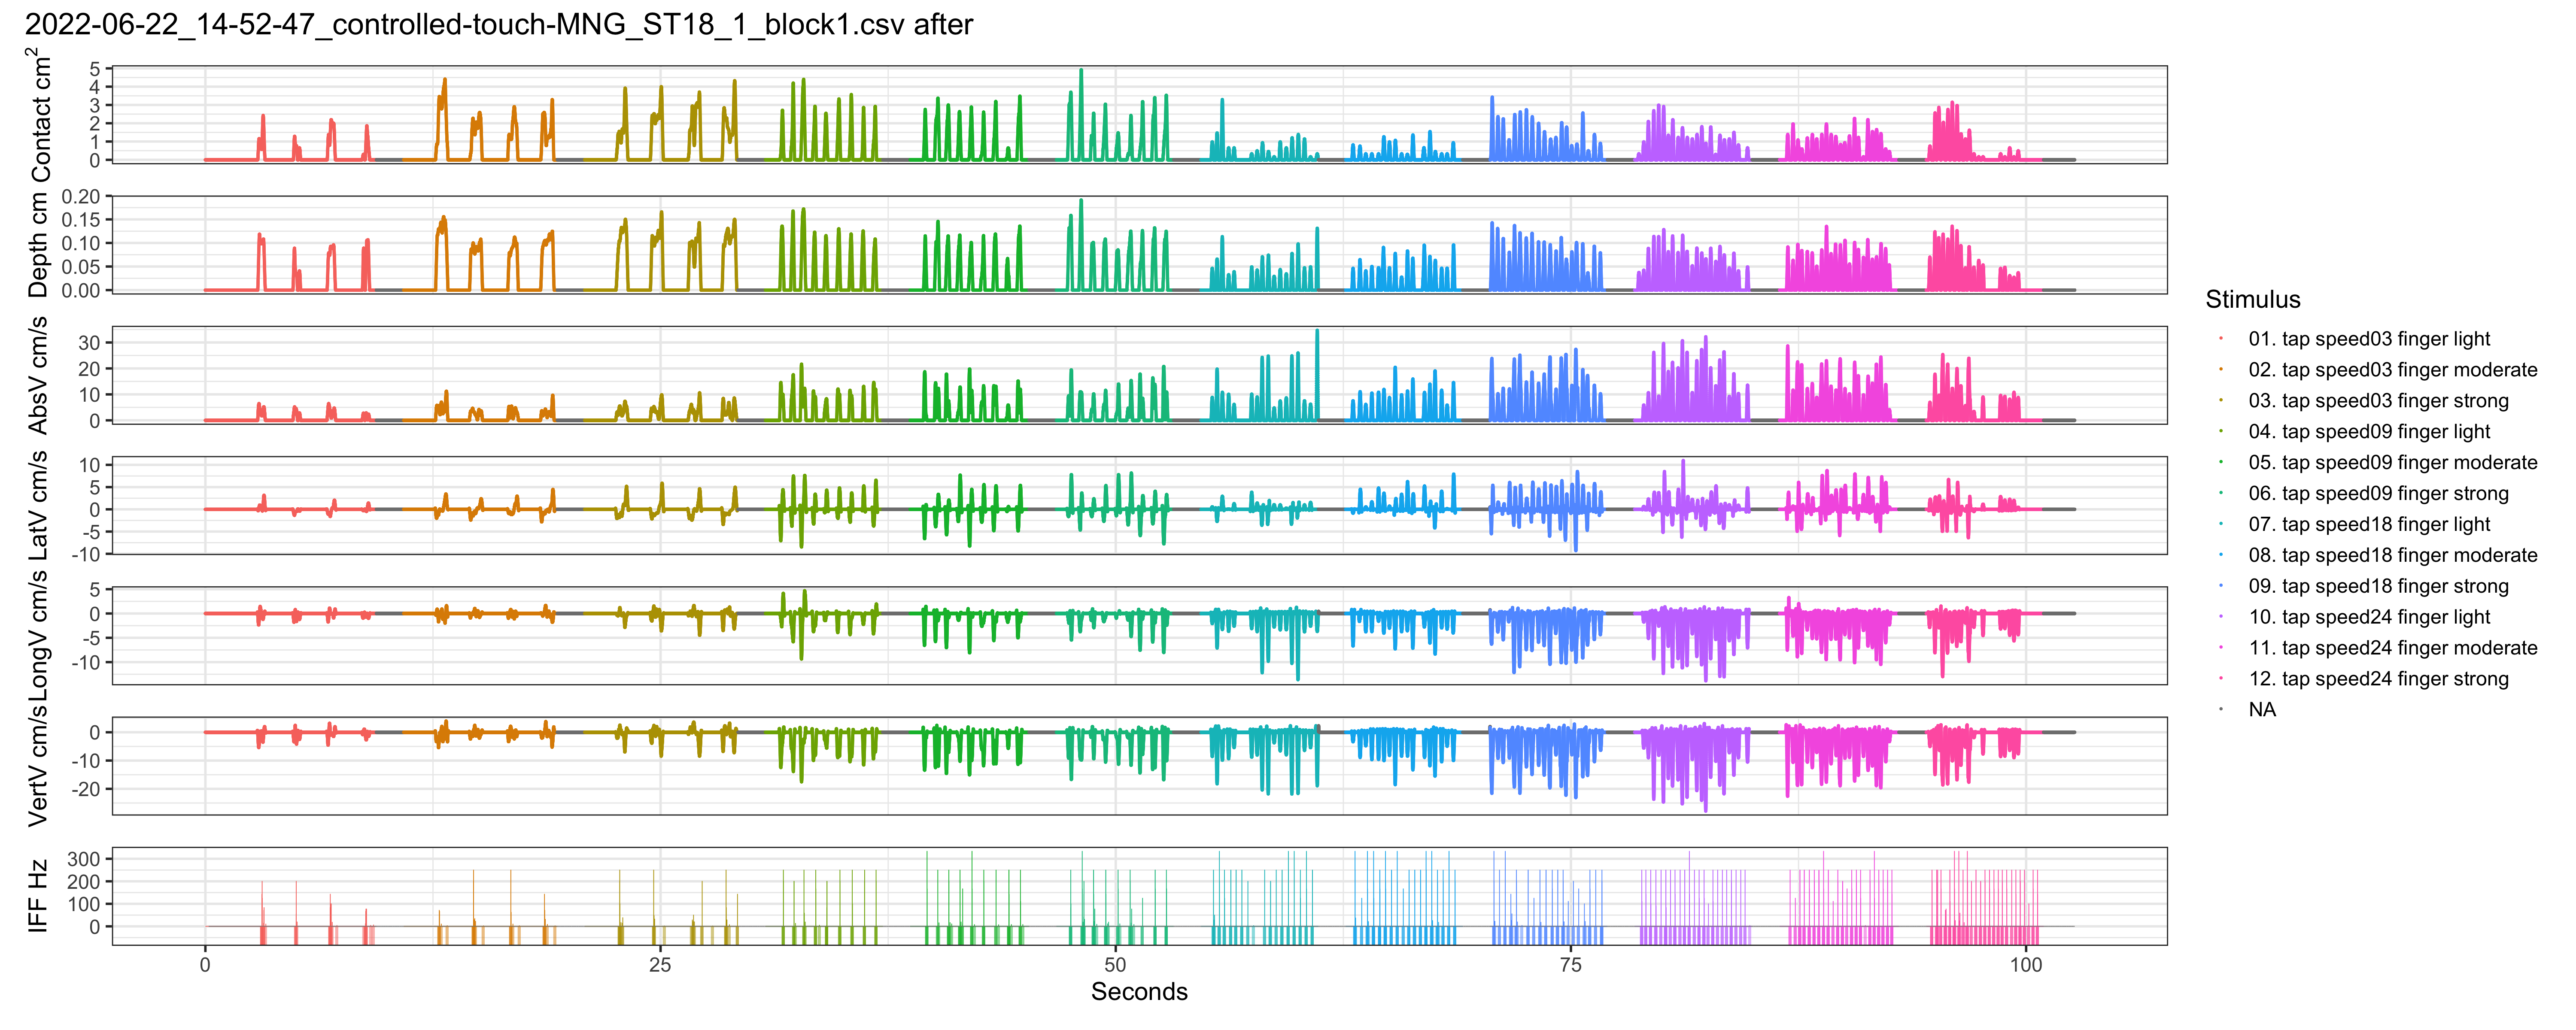 2022-06-22_14-52-47_controlled-touch-MNG_ST18_1_block1.csv after
Contact cm²
5
4
3
2
1
0
Depth cm
0.20
0.15
0.10
0.05
0.00
AbsV cm/s
30
20
10
0
LatV cm/s
10
5
0
-5
-10
LongV cm/s
5
0
-5
-10
VertV cm/s
0
-10
-20
IFF Hz
300
200
100
0
0 25 50 75 100
Seconds
Stimulus
01. tap speed03 finger light
02. tap speed03 finger moderate
03. tap speed03 finger strong
04. tap speed09 finger light
05. tap speed09 finger moderate
06. tap speed09 finger strong
07. tap speed18 finger light
08. tap speed18 finger moderate
09. tap speed18 finger strong
10. tap speed24 finger light
11. tap speed24 finger moderate
12. tap speed24 finger strong
NA